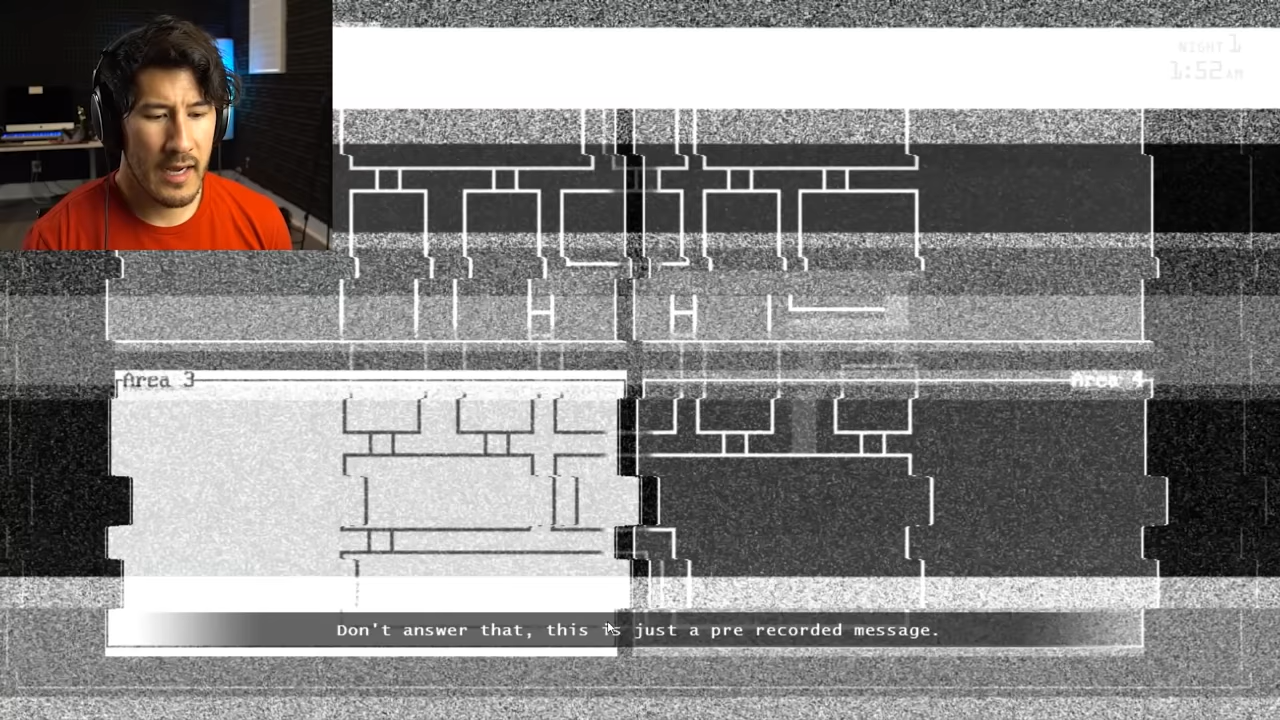 NIGHT 1
1:52 AM
Area 3
Area 4
Don't answer that, this is just a pre recorded message.